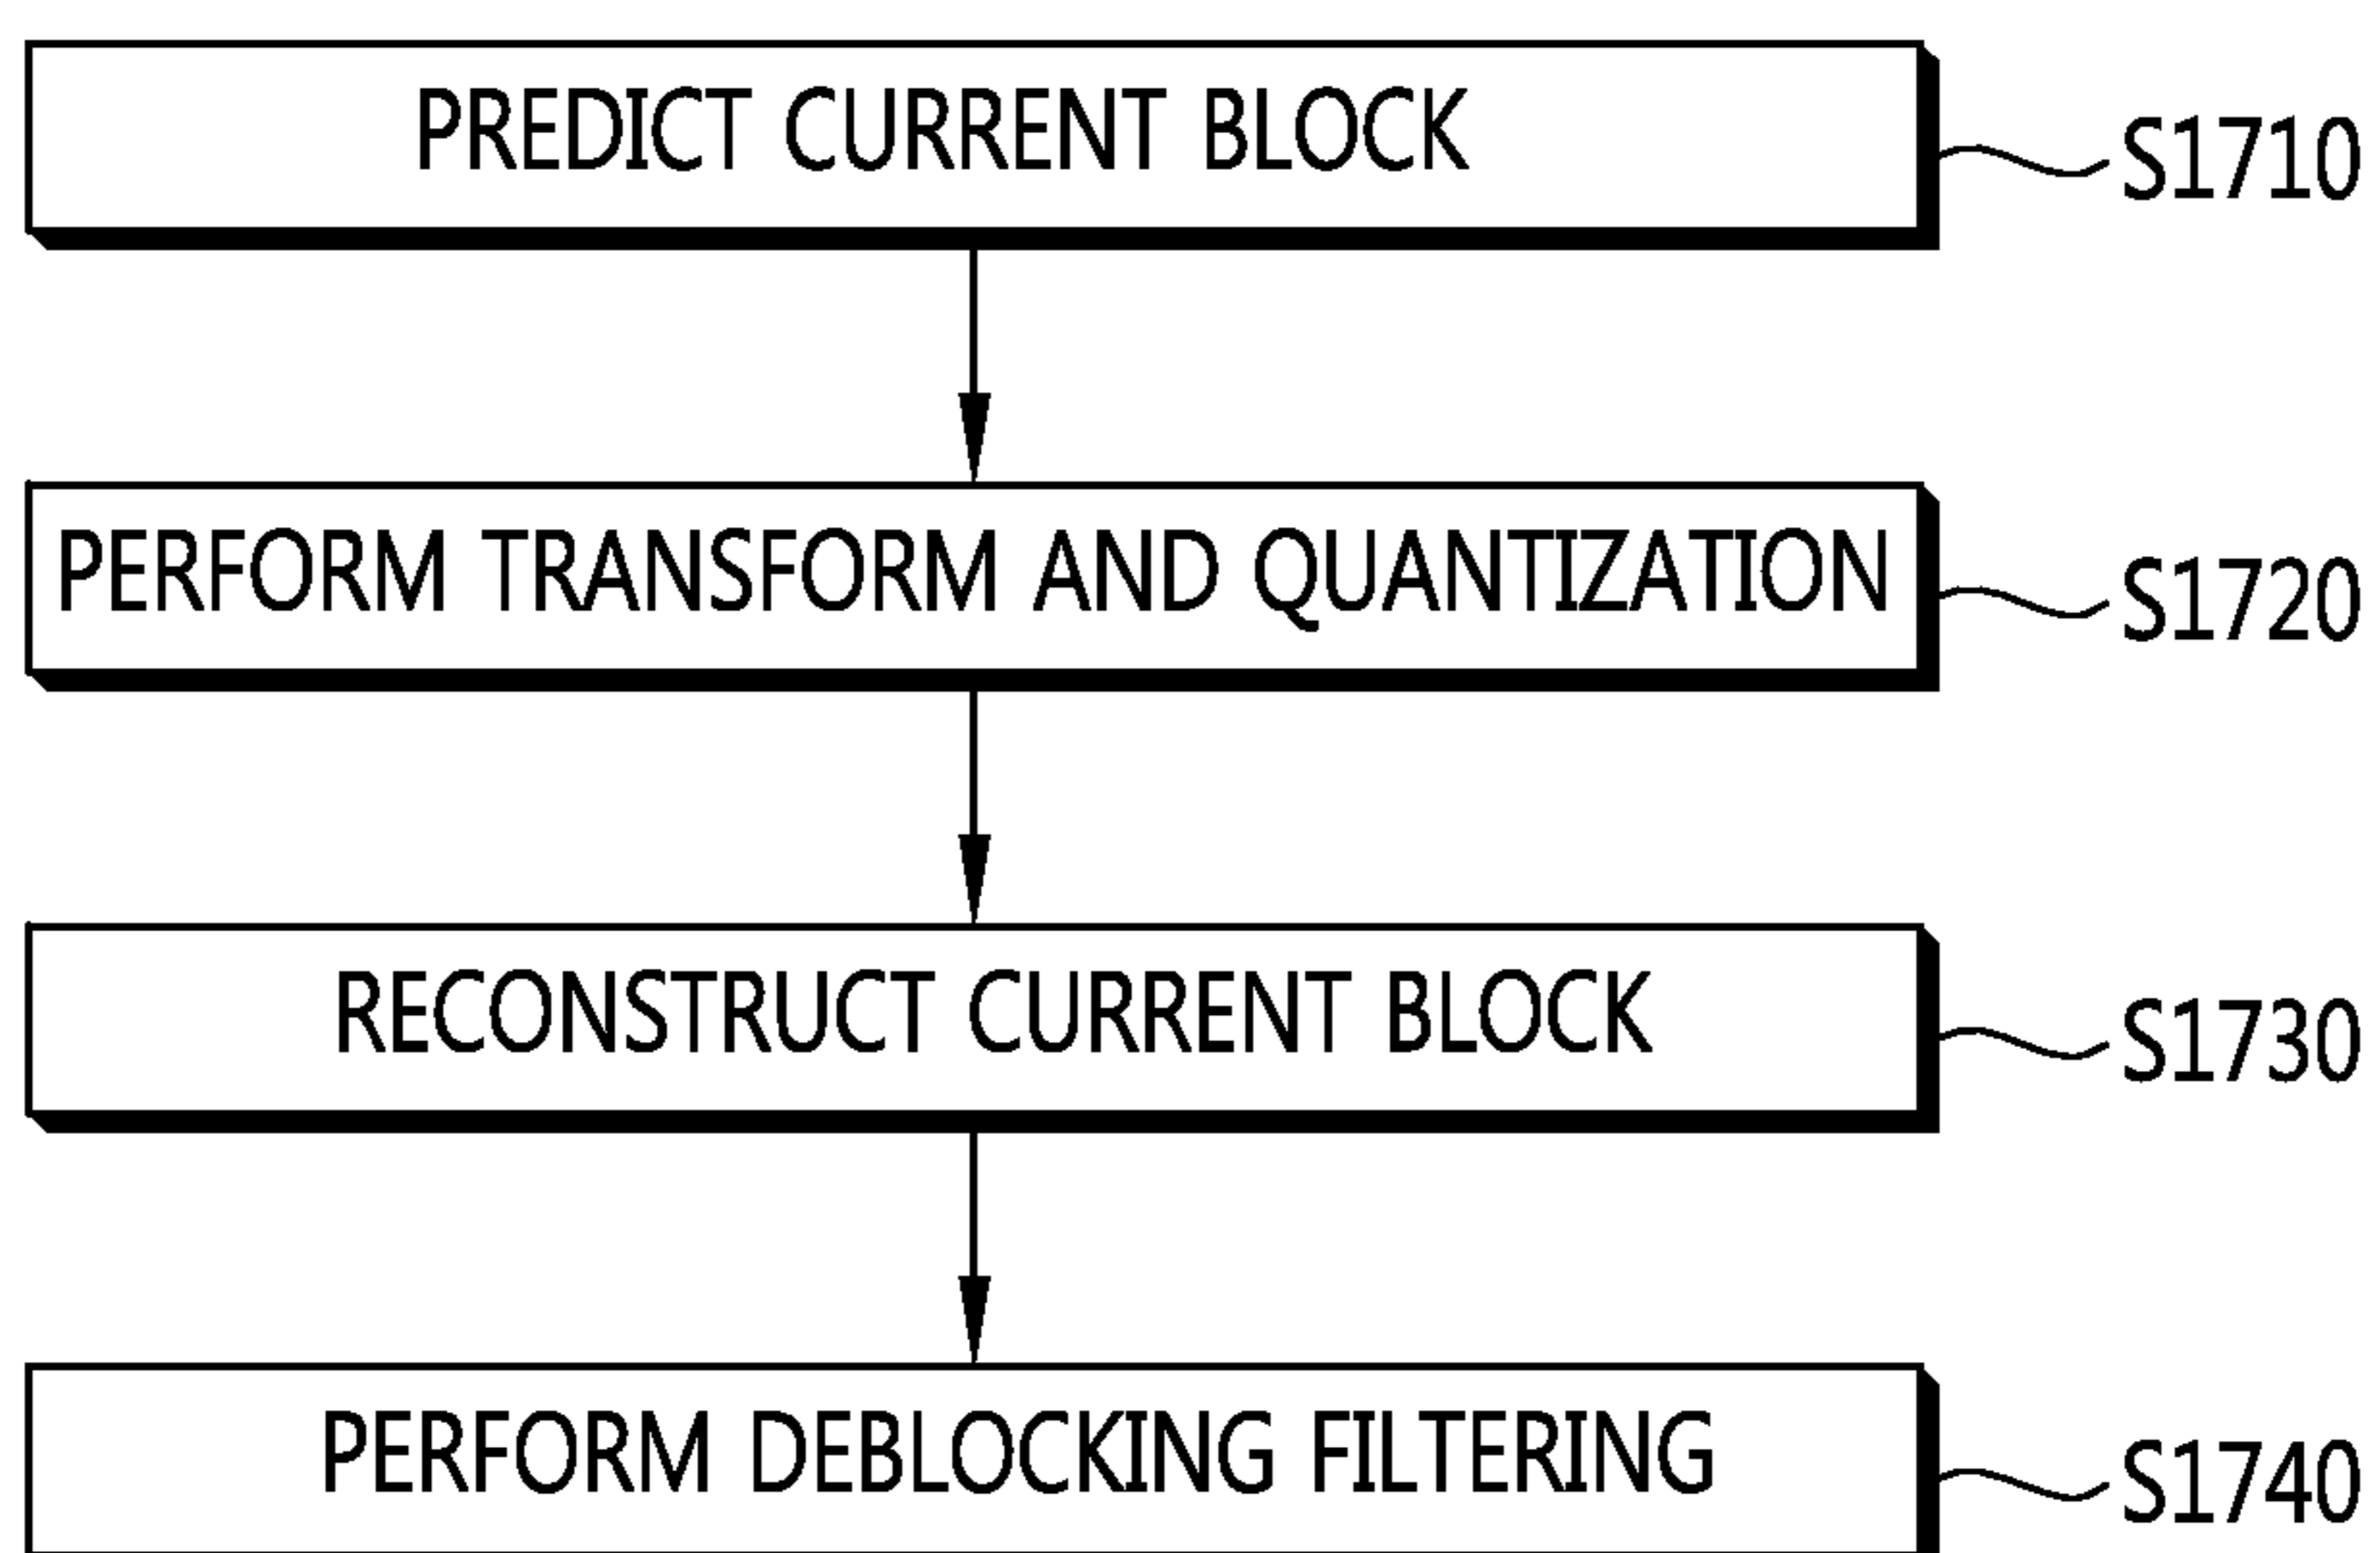 PREDICT CURRENT BLOCK
S1710
PERFORM TRANSFORM AND QUANTIZATION
S1720
RECONSTRUCT CURRENT BLOCK
S1730
PERFORM DEBLOCKING FILTERING
S1740